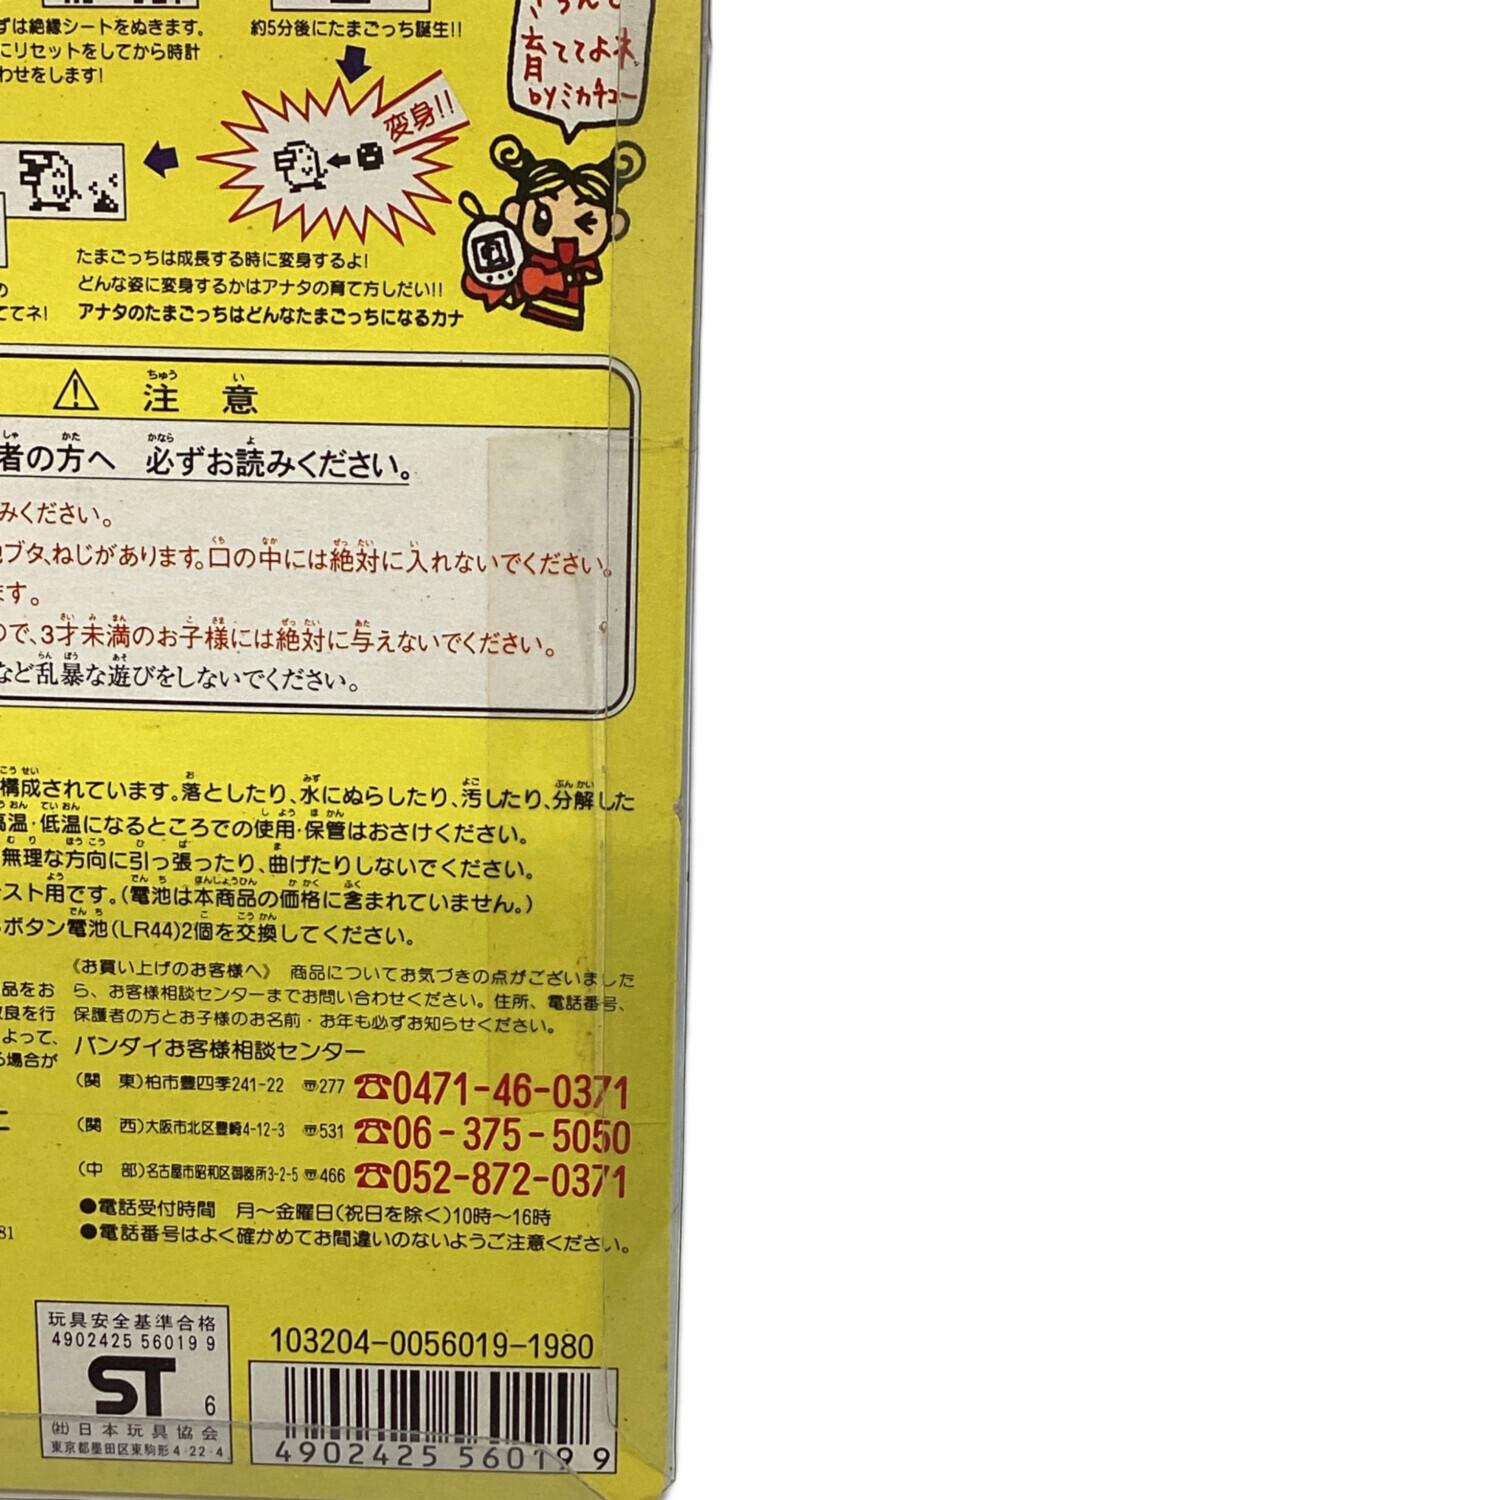 ずは絶縁シートをぬきます。
にリセットをしてから時計
わせをします!
約5分後にたまごっち誕生!!
育ててよネ
byミカチュー
変身!!
たまごっちは成長する時に変身するよ!
どんな姿に変身するかはアナタの育て方しだい!!
アナタのたまごっちはどんなたまごっちになるカナ
の
ててネ!
注意
者の方へ 必ずお読みください。
みください。
ブタ、ねじがあります。口の中には絶対に入れないでください。
ます。
ので、3才未満のお子様には絶対に与えないでください。
など乱暴な遊びをしないでください。
構成されています。落としたり、水にぬらしたり、汚したり、分解した
高温・低温になるところでの使用・保管はおさけください。
無理な方向に引っ張ったり、曲げたりしないでください。
スト用です。(電池は本商品の価格に含まれていません。)
ボタン電池(LR44)2個を交換してください。
《お買い上げのお客様へ》 商品についてお気づきの点がございました
ら、お客様相談センターまでお問い合わせください。住所、電話番号、
保護者の方とお子様のお名前・お年も必ずお知らせください。
品をお
良を行
よって、
場合が
バンダイお客様相談センター
(関 東)柏市豊四季241-22 〠277 ☎0471-46-0371
(関 西)大阪市北区豊崎4-12-3 〠531 ☎06-375-5050
(中 部)名古屋市昭和区御器所3-2-5 〠466 ☎052-872-0371
●電話受付時間 月〜金曜日(祝日を除く)10時〜16時
●電話番号はよく確かめてお間違いのないようご注意ください。
81
玩具安全基準合格
4902425 56019 9
ST 6
(社)日本玩具協会
東京都墨田区東駒形4-22-4
103204-0056019-1980
4902425 56019 9